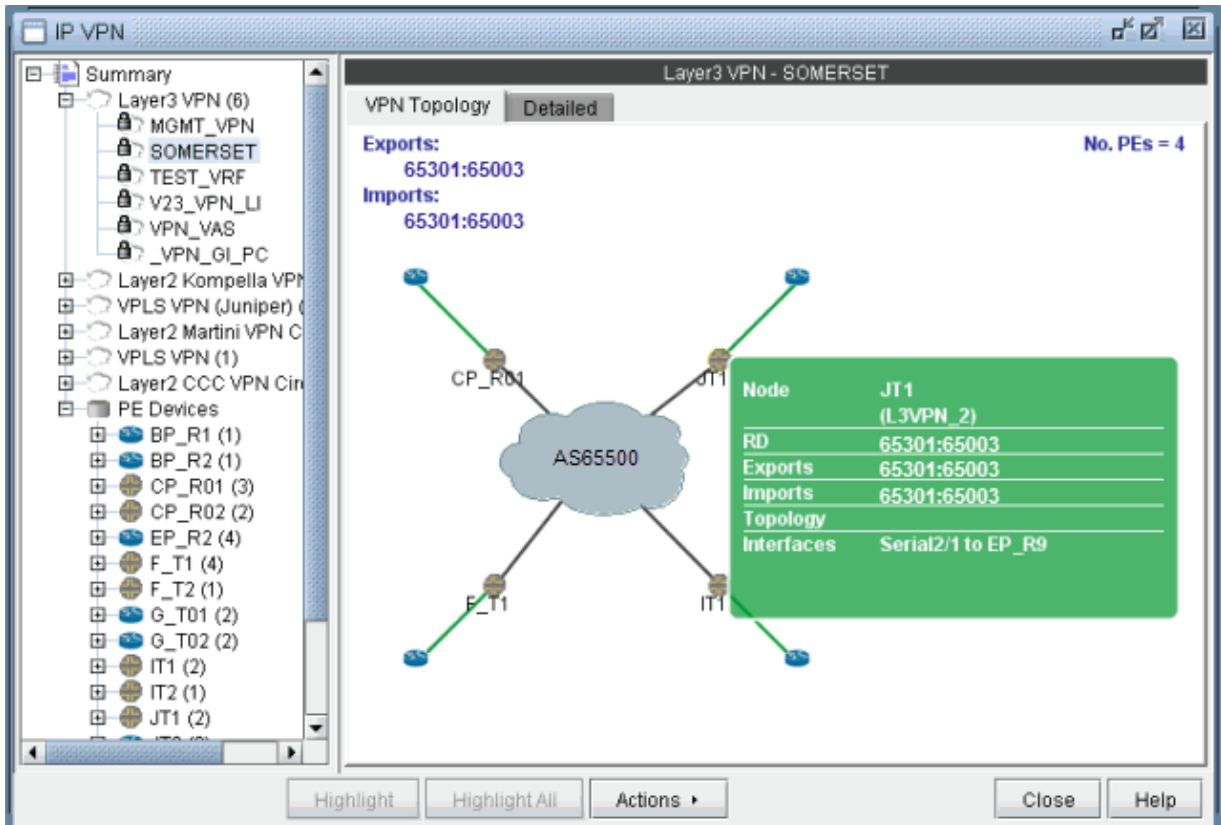 IP VPN
Summary
Layer3 VPN (6)
MGMT_VPN
SOMERSET
TEST_VRF
V23_VPN_LI
VPN_VAS
_VPN_GI_PC
Layer2 Kompella VPN
VPLS VPN (Juniper) (
Layer2 Martini VPN C
VPLS VPN (1)
Layer2 CCC VPN Cir
PE Devices
BP_R1 (1)
BP_R2 (1)
CP_R01 (3)
CP_R02 (2)
EP_R2 (4)
F_T1 (4)
F_T2 (1)
G_T01 (2)
G_T02 (2)
IT1 (2)
IT2 (1)
JT1 (2)
Layer3 VPN - SOMERSET
VPN Topology
Detailed
Exports:
65301:65003
Imports:
65301:65003
No. PEs = 4
CP_R01
JT1
AS65500
F_T1
IT1
Node JT1
(L3VPN_2)
RD 65301:65003
Exports 65301:65003
Imports 65301:65003
Topology
Interfaces Serial2/1 to EP_R9
Highlight
Highlight All
Actions
Close
Help